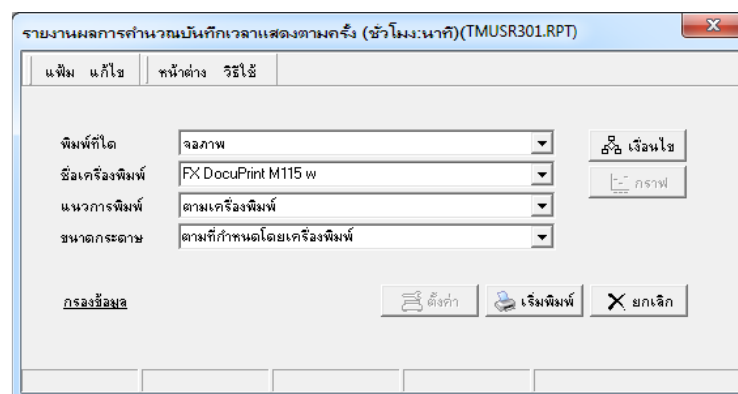 รายงานผลการคำนวณบันทึกเวลาแสดงตามครั้ง (ชั่วโมง:นาที)(TMUSR301.RPT)
แฟ้ม แก้ไข หน้าต่าง วิธีใช้
พิมพ์ที่ใด จอภาพ เงื่อนไข
ชื่อเครื่องพิมพ์ FX DocuPrint M115 w กราฟ
แนวการพิมพ์ ตามเครื่องพิมพ์
ขนาดกระดาษ ตามที่กำหนดโดยเครื่องพิมพ์
กรองข้อมูล ตั้งค่า เริ่มพิมพ์ ยกเลิก